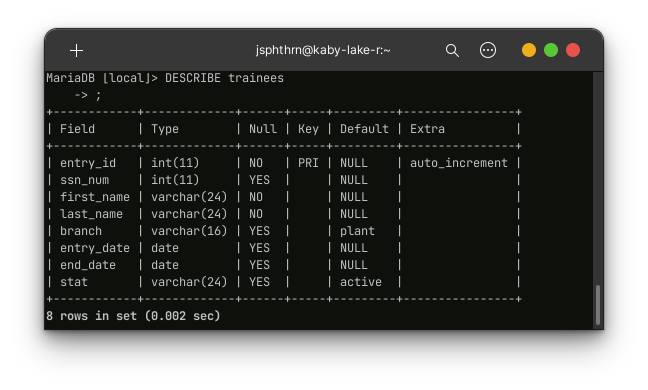 jsphthrn@kaby-lake-r:~
MariaDB [local]> DESCRIBE trainees
    -> ;
+------------+-------------+------+-----+---------+----------------+
| Field      | Type        | Null | Key | Default | Extra          |
+------------+-------------+------+-----+---------+----------------+
| entry_id   | int(11)     | NO   | PRI | NULL    | auto_increment |
| ssn_num    | int(11)     | YES  |     | NULL    |                |
| first_name | varchar(24) | NO   |     | NULL    |                |
| last_name  | varchar(24) | NO   |     | NULL    |                |
| branch     | varchar(16) | YES  |     | plant   |                |
| entry_date | date        | YES  |     | NULL    |                |
| end_date   | date        | YES  |     | NULL    |                |
| stat       | varchar(24) | YES  |     | active  |                |
+------------+-------------+------+-----+---------+----------------+
8 rows in set (0.002 sec)